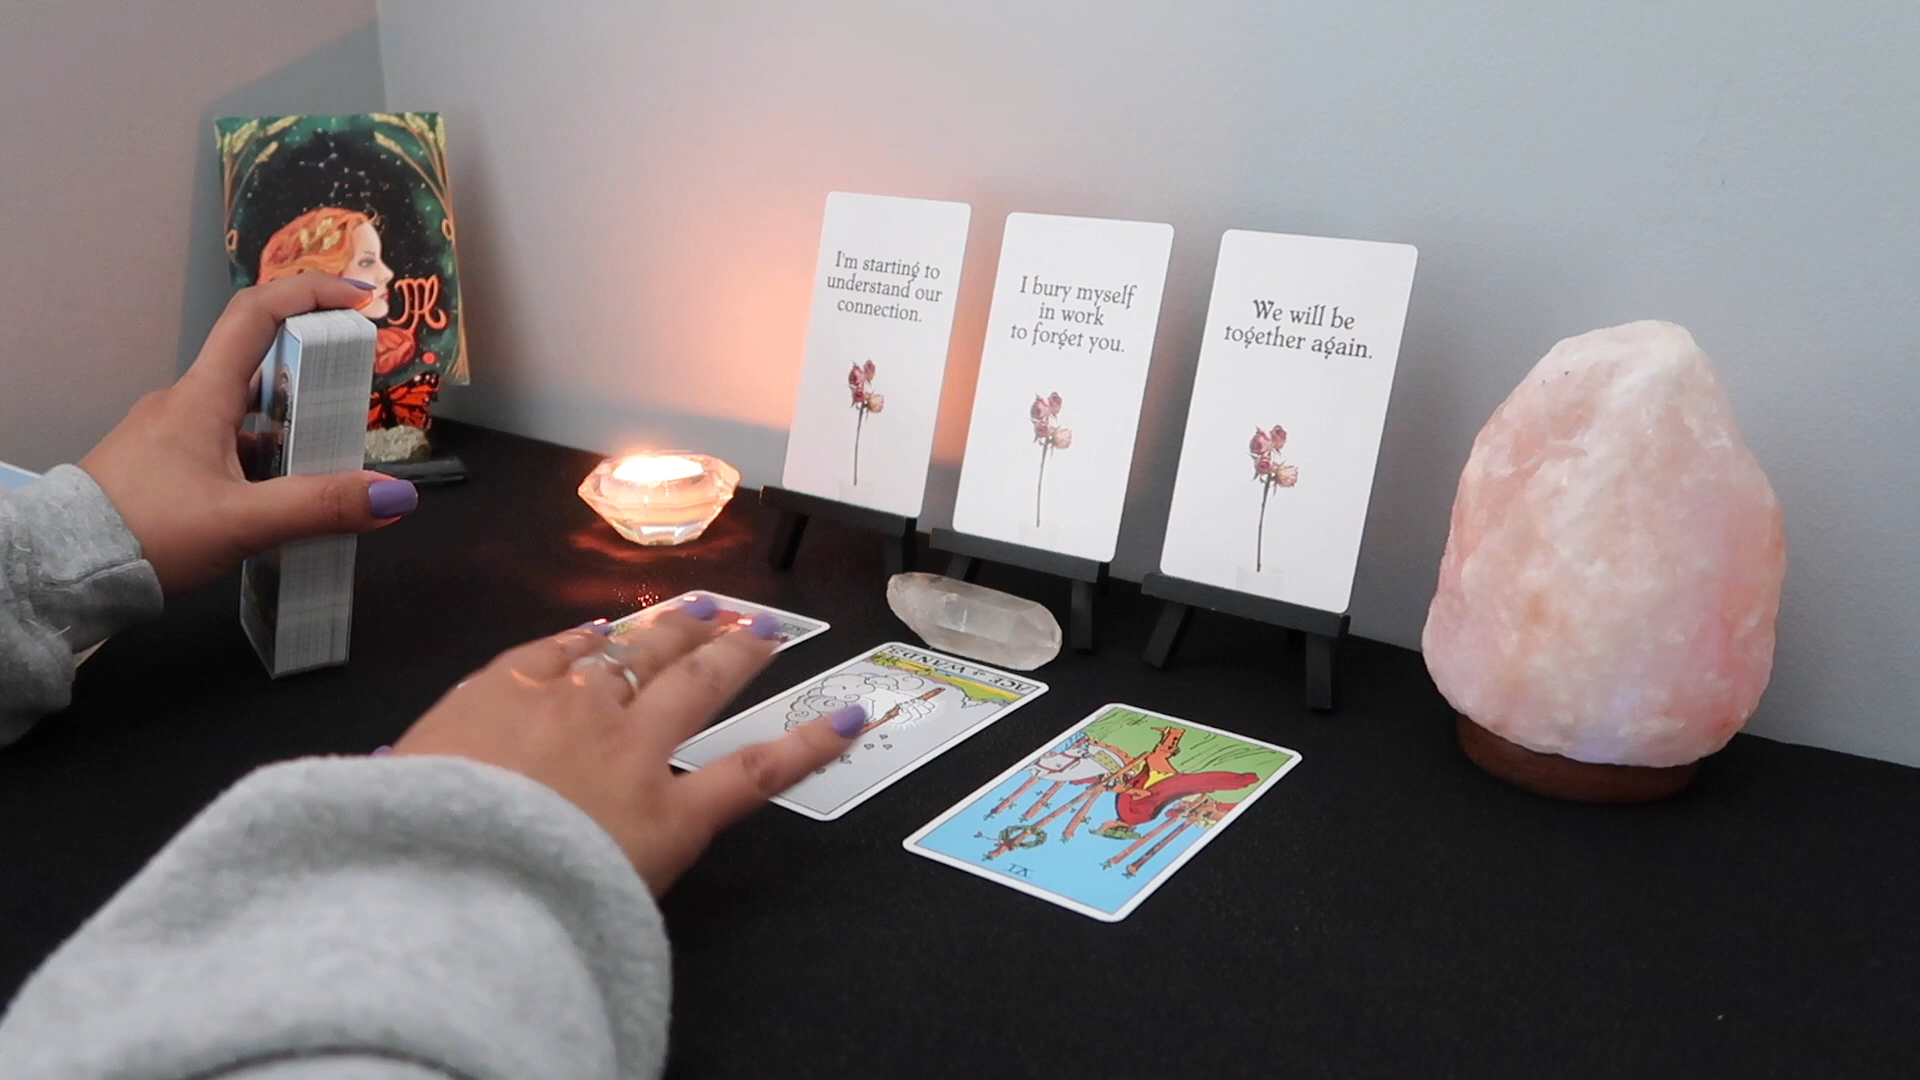 I'm starting to
understand our
connection.
I bury myself
in work
to forget you.
We will be
together again.
ACE of WANDS
VI